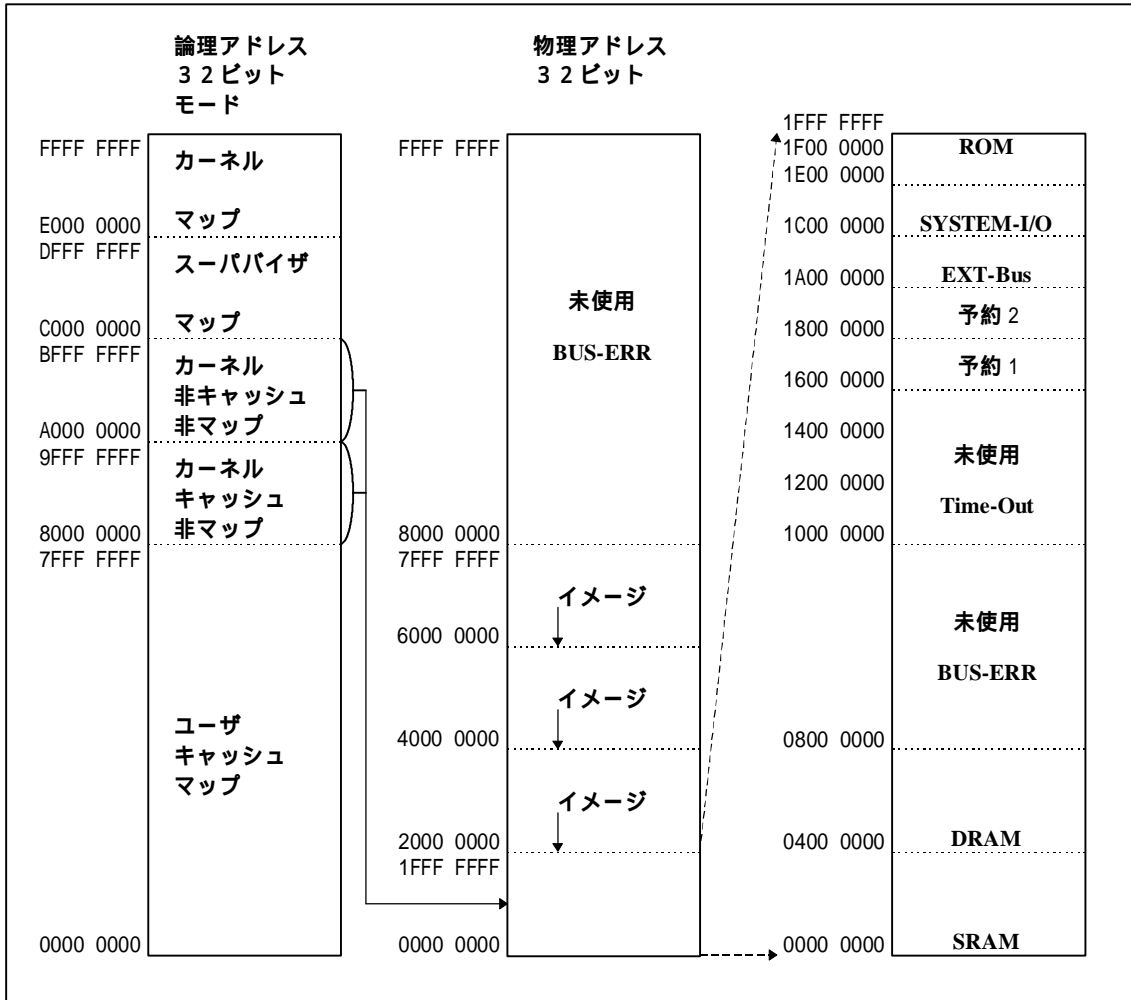 論理アドレス
３２ビット
モード
FFFF FFFF
カーネル
E000 0000
マップ
DFFF FFFF
スーパバイザ
C000 0000
マップ
BFFF FFFF
カーネル
非キャッシュ
A000 0000
非マップ
9FFF FFFF
カーネル
キャッシュ
8000 0000
非マップ
7FFF FFFF
ユーザ
キャッシュ
マップ
0000 0000
物理アドレス
３２ビット
FFFF FFFF
未使用
BUS-ERR
8000 0000
7FFF FFFF
イメージ
6000 0000
イメージ
4000 0000
イメージ
2000 0000
1FFF FFFF
0000 0000
1FFF FFFF
1F00 0000 ROM
1E00 0000
1C00 0000 SYSTEM-I/O
1A00 0000 EXT-Bus
予約 2
1800 0000
予約 1
1600 0000
1400 0000
未使用
1200 0000
Time-Out
1000 0000
未使用
BUS-ERR
0800 0000
0400 0000 DRAM
0000 0000 SRAM